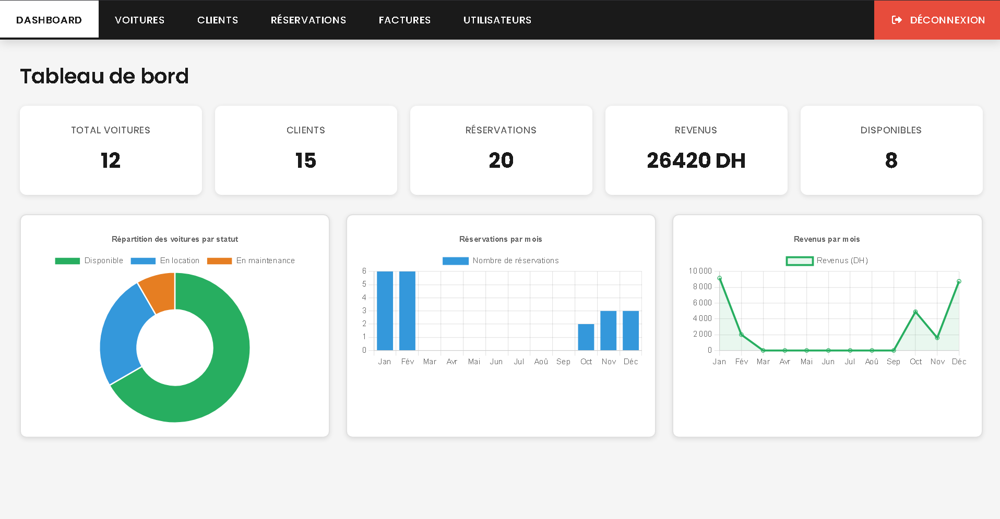 DASHBOARD VOITURES CLIENTS RÉSERVATIONS FACTURES UTILISATEURS DÉCONNEXION
Tableau de bord
TOTAL VOITURES
12
CLIENTS
15
RÉSERVATIONS
20
REVENUS
26420 DH
DISPONIBLES
8
Répartition des voitures par statut
Disponible En location En maintenance
Réservations par mois
Nombre de réservations
6
5
4
3
2
1
0
Jan Fév Mar Avr Mai Jun Jul Aoû Sep Oct Nov Déc
Revenus par mois
Revenus (DH)
10 000
8 000
6 000
4 000
2 000
0
Jan Fév Mar Avr Mai Jun Jul Aoû Sep Oct Nov Déc